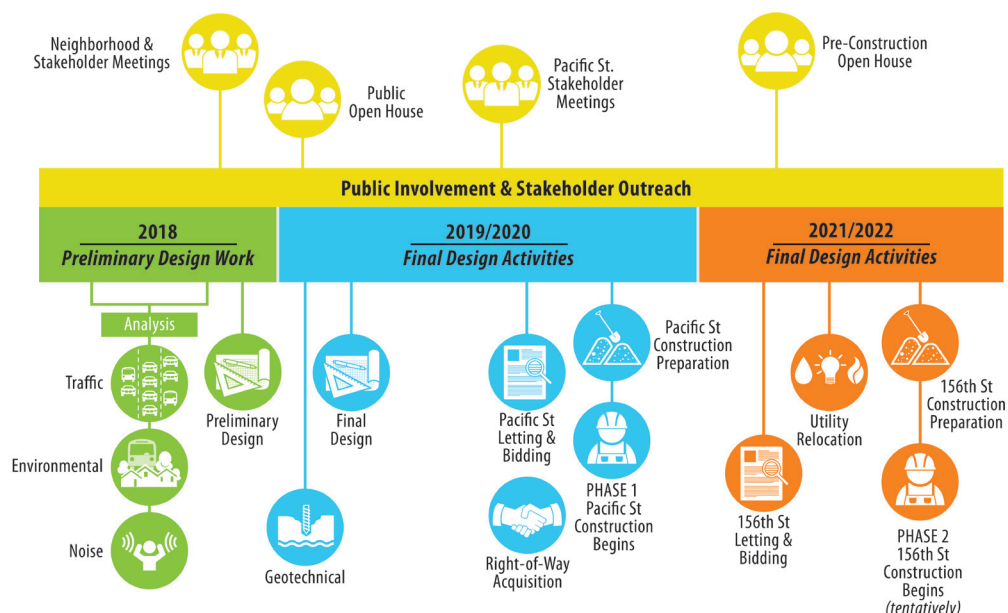 Neighborhood &
Stakeholder Meetings
Public
Open House
Pacific St.
Stakeholder
Meetings
Pre-Construction
Open House
Public Involvement & Stakeholder Outreach
2018
Preliminary Design Work
2019/2020
Final Design Activities
2021/2022
Final Design Activities
Analysis
Traffic
Environmental
Noise
Preliminary
Design
Geotechnical
Final
Design
Pacific St
Letting &
Bidding
Right-of-Way
Acquisition
Pacific St
Construction
Preparation
PHASE 1
Pacific St
Construction
Begins
156th St
Letting &
Bidding
Utility
Relocation
156th St
Construction
Preparation
PHASE 2
156th St
Construction
Begins
(tentatively)